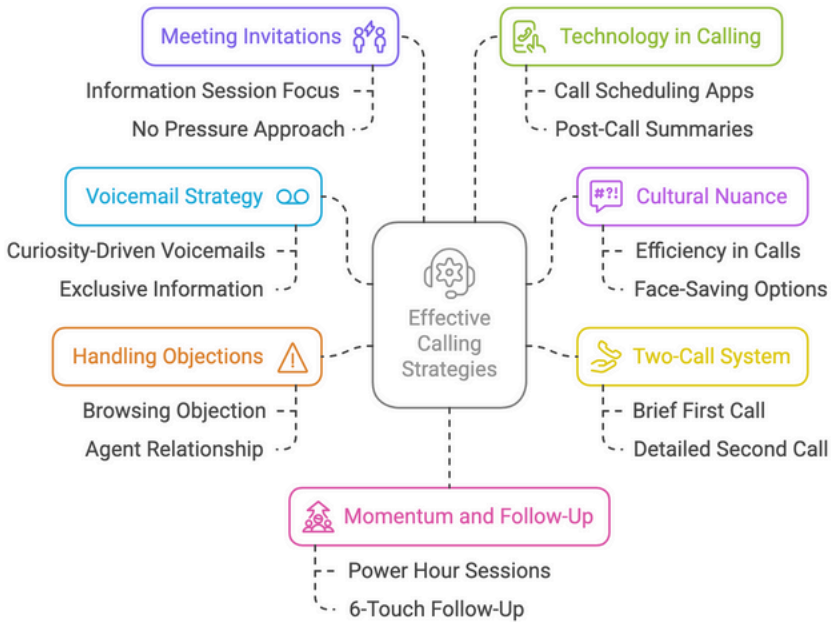 Meeting Invitations
Information Session Focus
No Pressure Approach
Technology in Calling
Call Scheduling Apps
Post-Call Summaries
Voicemail Strategy
Curiosity-Driven Voicemails
Exclusive Information
#?!
Cultural Nuance
Efficiency in Calls
Face-Saving Options
Effective
Calling
Strategies
Handling Objections
Browsing Objection
Agent Relationship
Two-Call System
Brief First Call
Detailed Second Call
Momentum and Follow-Up
Power Hour Sessions
6-Touch Follow-Up